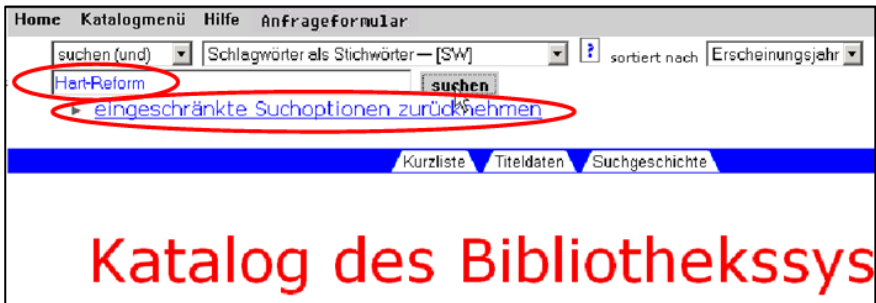 Home Katalogmenü Hilfe Anfrageformular
suchen (und) Schlagwörter als Stichwörter — [SW] ? sortiert nach Erscheinungsjahr
Hart-Reform suchen
eingeschränkte Suchoptionen zurücknehmen
Kurzliste Titeldaten Suchgeschichte
Katalog des Bibliothekssys